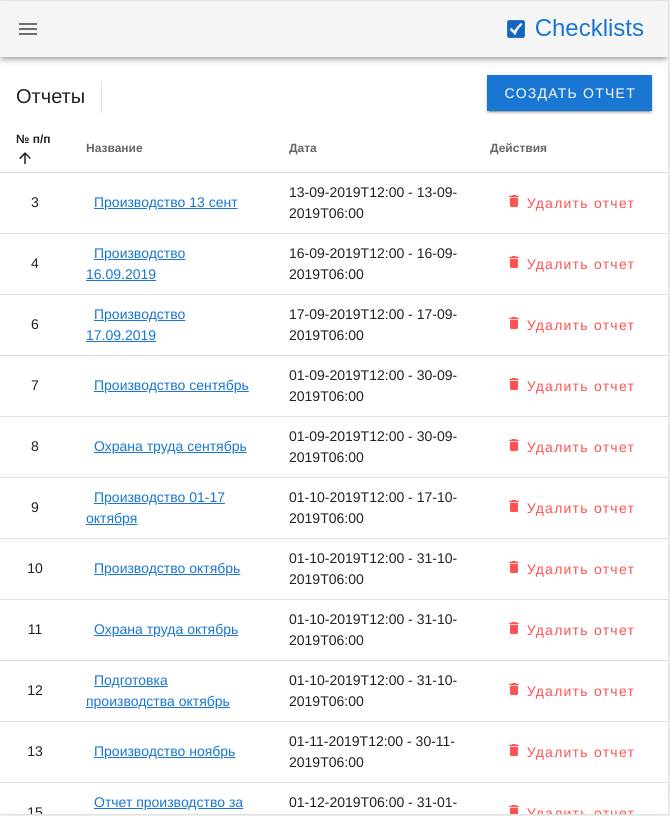 Checklists
Отчеты
СОЗДАТЬ ОТЧЕТ
№ п/п
Название
Дата
Действия
3
Производство 13 сент
13-09-2019T12:00 - 13-09-
2019T06:00
Удалить отчет
4
Производство
16.09.2019
16-09-2019T12:00 - 16-09-
2019T06:00
Удалить отчет
6
Производство
17.09.2019
17-09-2019T12:00 - 17-09-
2019T06:00
Удалить отчет
7
Производство сентябрь
01-09-2019T12:00 - 30-09-
2019T06:00
Удалить отчет
8
Охрана труда сентябрь
01-09-2019T12:00 - 30-09-
2019T06:00
Удалить отчет
9
Производство 01-17
октября
01-10-2019T12:00 - 17-10-
2019T06:00
Удалить отчет
10
Производство октябрь
01-10-2019T12:00 - 31-10-
2019T06:00
Удалить отчет
11
Охрана труда октябрь
01-10-2019T12:00 - 31-10-
2019T06:00
Удалить отчет
12
Подготовка
производства октябрь
01-10-2019T12:00 - 31-10-
2019T06:00
Удалить отчет
13
Производство ноябрь
01-11-2019T12:00 - 30-11-
2019T06:00
Удалить отчет
15
Отчет производство за
01-12-2019T06:00 - 31-01-
Удалить отчет